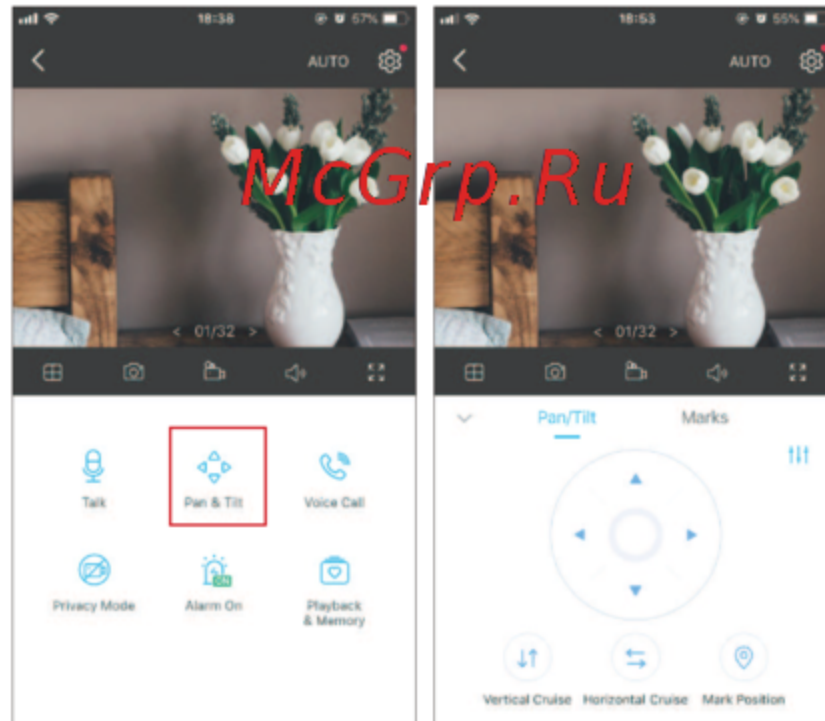 18:38 67%
AUTO
01/32
Talk Pan & Tilt Voice Call
Privacy Mode Alarm On ON Playback
& Memory
18:53 55%
AUTO
01/32
Pan/Tilt Marks
Vertical Cruise Horizontal Cruise Mark Position
McGrp.Ru